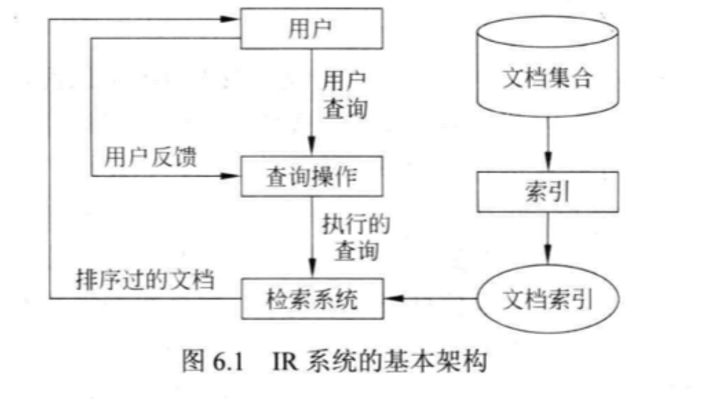 用户
文档集合
用户
查询
用户反馈
查询操作
索引
执行的
查询
排序过的文档
检索系统
文档索引
图 6.1 IR 系统的基本架构